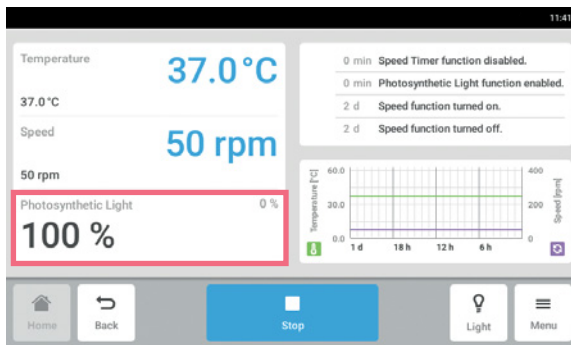 11:41
Temperature
37.0°C
37.0°C
Speed
50 rpm
50 rpm
Photosynthetic Light 0 %
100 %
0 min Speed Timer function disabled.
0 min Photosynthetic Light function enabled.
2 d Speed function turned on.
2 d Speed function turned off.
Temperature [°C]
60.0
30.0
0.0
400
200
0
Speed [rpm]
1 d 18 h 12 h 6 h
Home
Back
Stop
Light
Menu